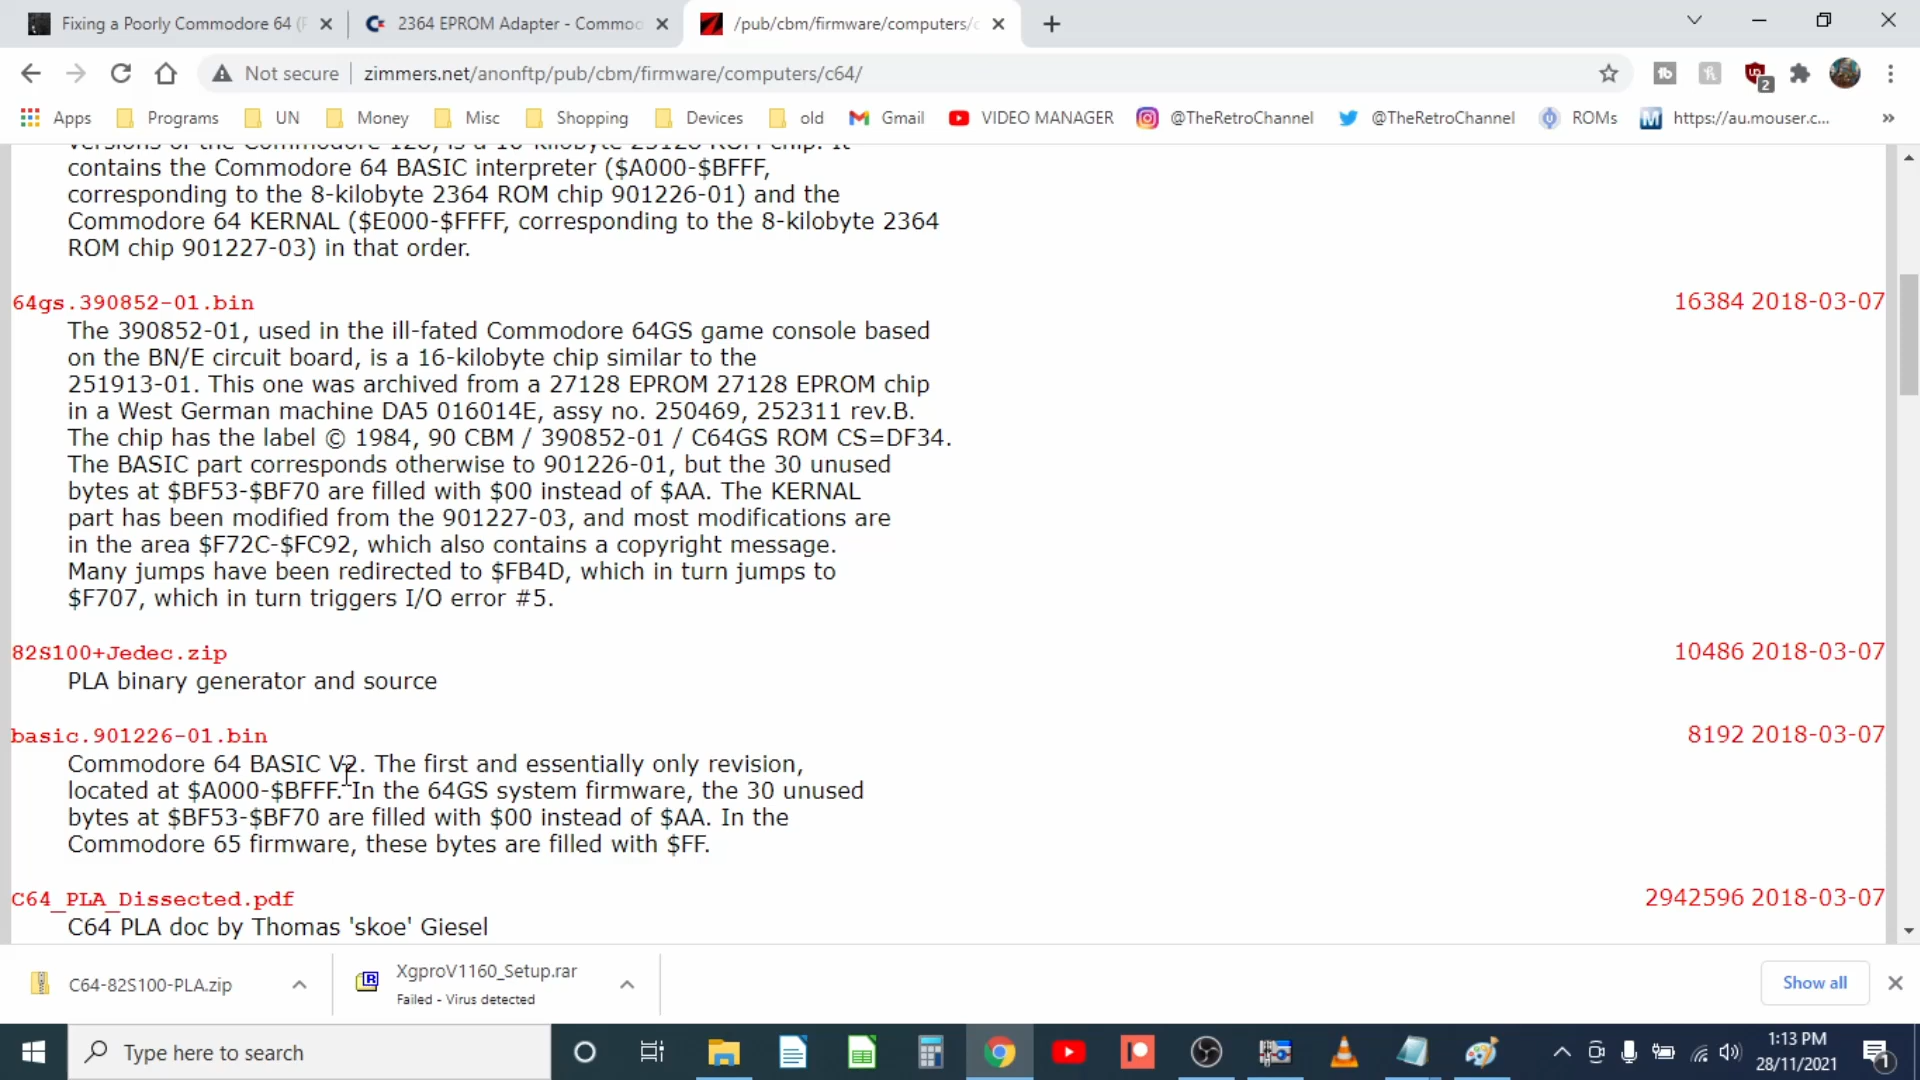 Fixing a Poorly Commodore 64 (F
2364 EPROM Adapter - Commo
/pub/cbm/firmware/computers/c
Not secure
zimmers.net/anonftp/pub/cbm/firmware/computers/c64/
2
Apps
Programs
UN
Money
Misc
Shopping
Devices
old
Gmail
VIDEO MANAGER
@TheRetroChannel
@TheRetroChannel
ROMs
https://au.mouser.c...
versions of the Commodore 128, is a 16-kilobyte 23128 ROM chip. It
contains the Commodore 64 BASIC interpreter ($A000-$BFFF,
corresponding to the 8-kilobyte 2364 ROM chip 901226-01) and the
Commodore 64 KERNAL ($E000-$FFFF, corresponding to the 8-kilobyte 2364
ROM chip 901227-03) in that order.
64gs.390852-01.bin 16384 2018-03-07
The 390852-01, used in the ill-fated Commodore 64GS game console based
on the BN/E circuit board, is a 16-kilobyte chip similar to the
251913-01. This one was archived from a 27128 EPROM 27128 EPROM chip
in a West German machine DA5 016014E, assy no. 250469, 252311 rev.B.
The chip has the label © 1984, 90 CBM / 390852-01 / C64GS ROM CS=DF34.
The BASIC part corresponds otherwise to 901226-01, but the 30 unused
bytes at $BF53-$BF70 are filled with $00 instead of $AA. The KERNAL
part has been modified from the 901227-03, and most modifications are
in the area $F72C-$FC92, which also contains a copyright message.
Many jumps have been redirected to $FB4D, which in turn jumps to
$F707, which in turn triggers I/O error #5.
82S100+Jedec.zip 10486 2018-03-07
PLA binary generator and source
basic.901226-01.bin 8192 2018-03-07
Commodore 64 BASIC V2. The first and essentially only revision,
located at $A000-$BFFF. In the 64GS system firmware, the 30 unused
bytes at $BF53-$BF70 are filled with $00 instead of $AA. In the
Commodore 65 firmware, these bytes are filled with $FF.
C64_PLA_Dissected.pdf 2942596 2018-03-07
C64 PLA doc by Thomas 'skoe' Giesel
C64-82S100-PLA.zip
XgproV1160_Setup.rar
Failed - Virus detected
Show all
Type here to search
1:13 PM
28/11/2021
1